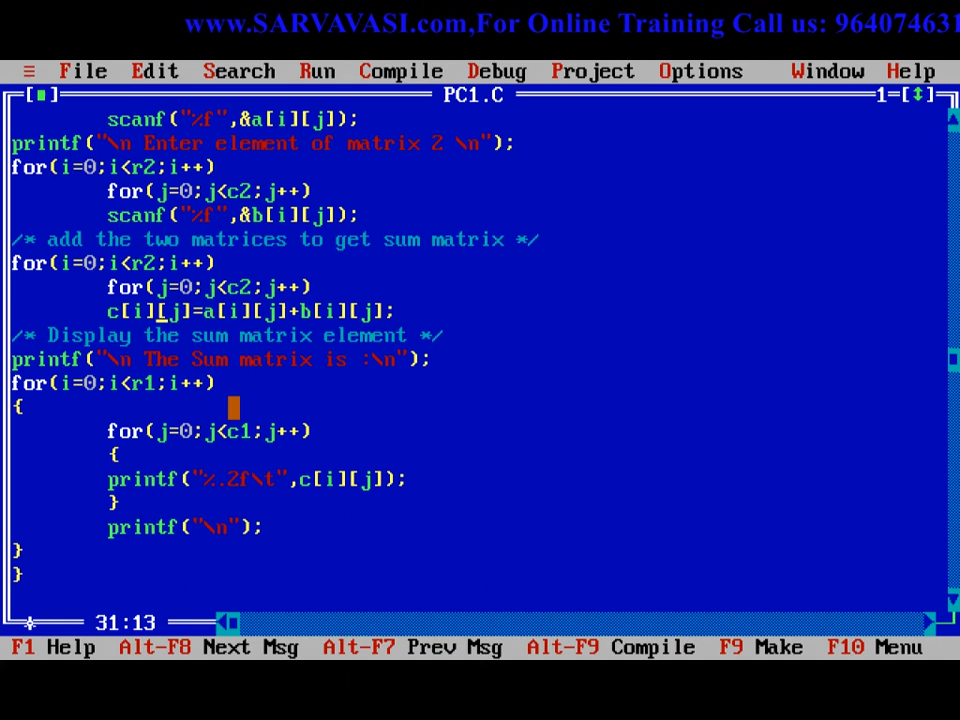 www.SARVAVASI.com,For Online Training Call us: 964074631
≡ File Edit Search Run Compile Debug Project Options Window Help
[■] PC1.C 1=[↕]
scanf("%f",&a[i][j]);
printf("\n Enter element of matrix 2 \n");
for(i=0;i<r2;i++)
for(j=0;j<c2;j++)
scanf("%f",&b[i][j]);
/* add the two matrices to get sum matrix */
for(i=0;i<r2;i++)
for(j=0;j<c2;j++)
c[i][j]=a[i][j]+b[i][j];
/* Display the sum matrix element */
printf("\n The Sum matrix is :\n");
for(i=0;i<r1;i++)
{
for(j=0;j<c1;j++)
{
printf("%.2f\t",c[i][j]);
}
printf("\n");
}
}
31:13
F1 Help Alt-F8 Next Msg Alt-F7 Prev Msg Alt-F9 Compile F9 Make F10 Menu